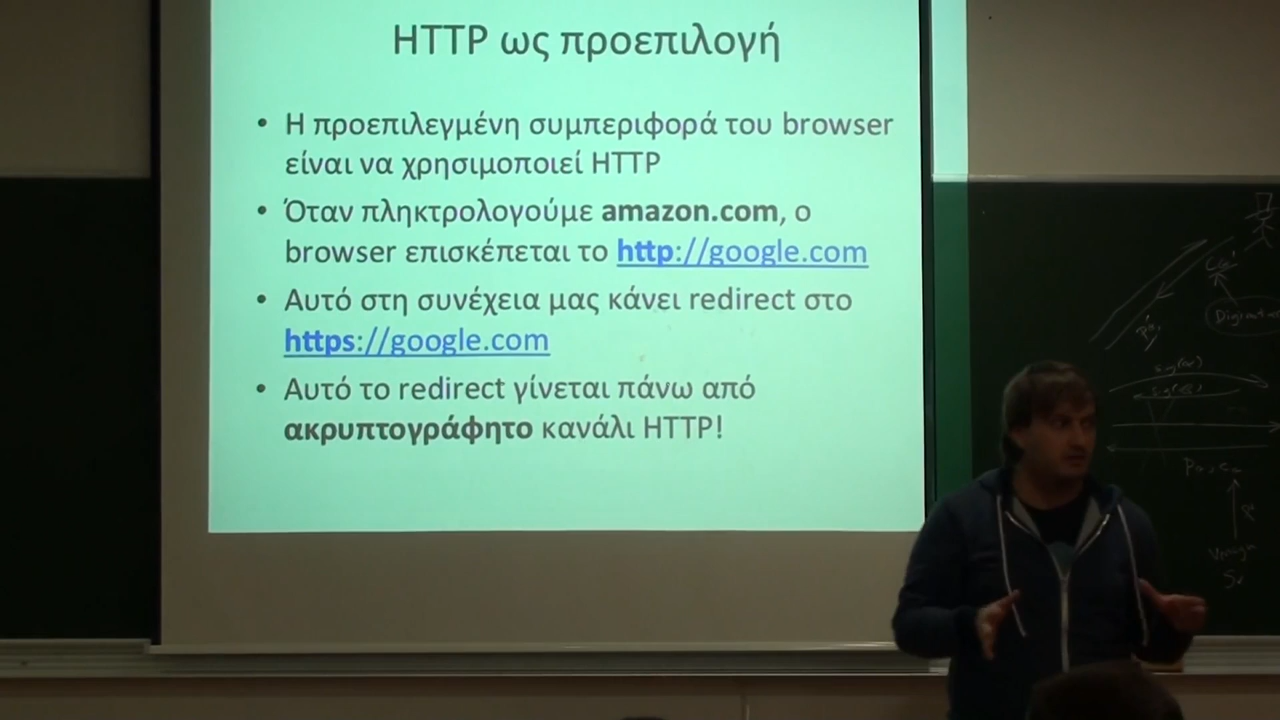 HTTP ως προεπιλογή
• Η προεπιλεγμένη συμπεριφορά του browser
είναι να χρησιμοποιεί HTTP
• Όταν πληκτρολογούμε amazon.com, ο
browser επισκέπεται το http://google.com
• Αυτό στη συνέχεια μας κάνει redirect στο
https://google.com
• Αυτό το redirect γίνεται πάνω από
ακρυπτογράφητο κανάλι HTTP!